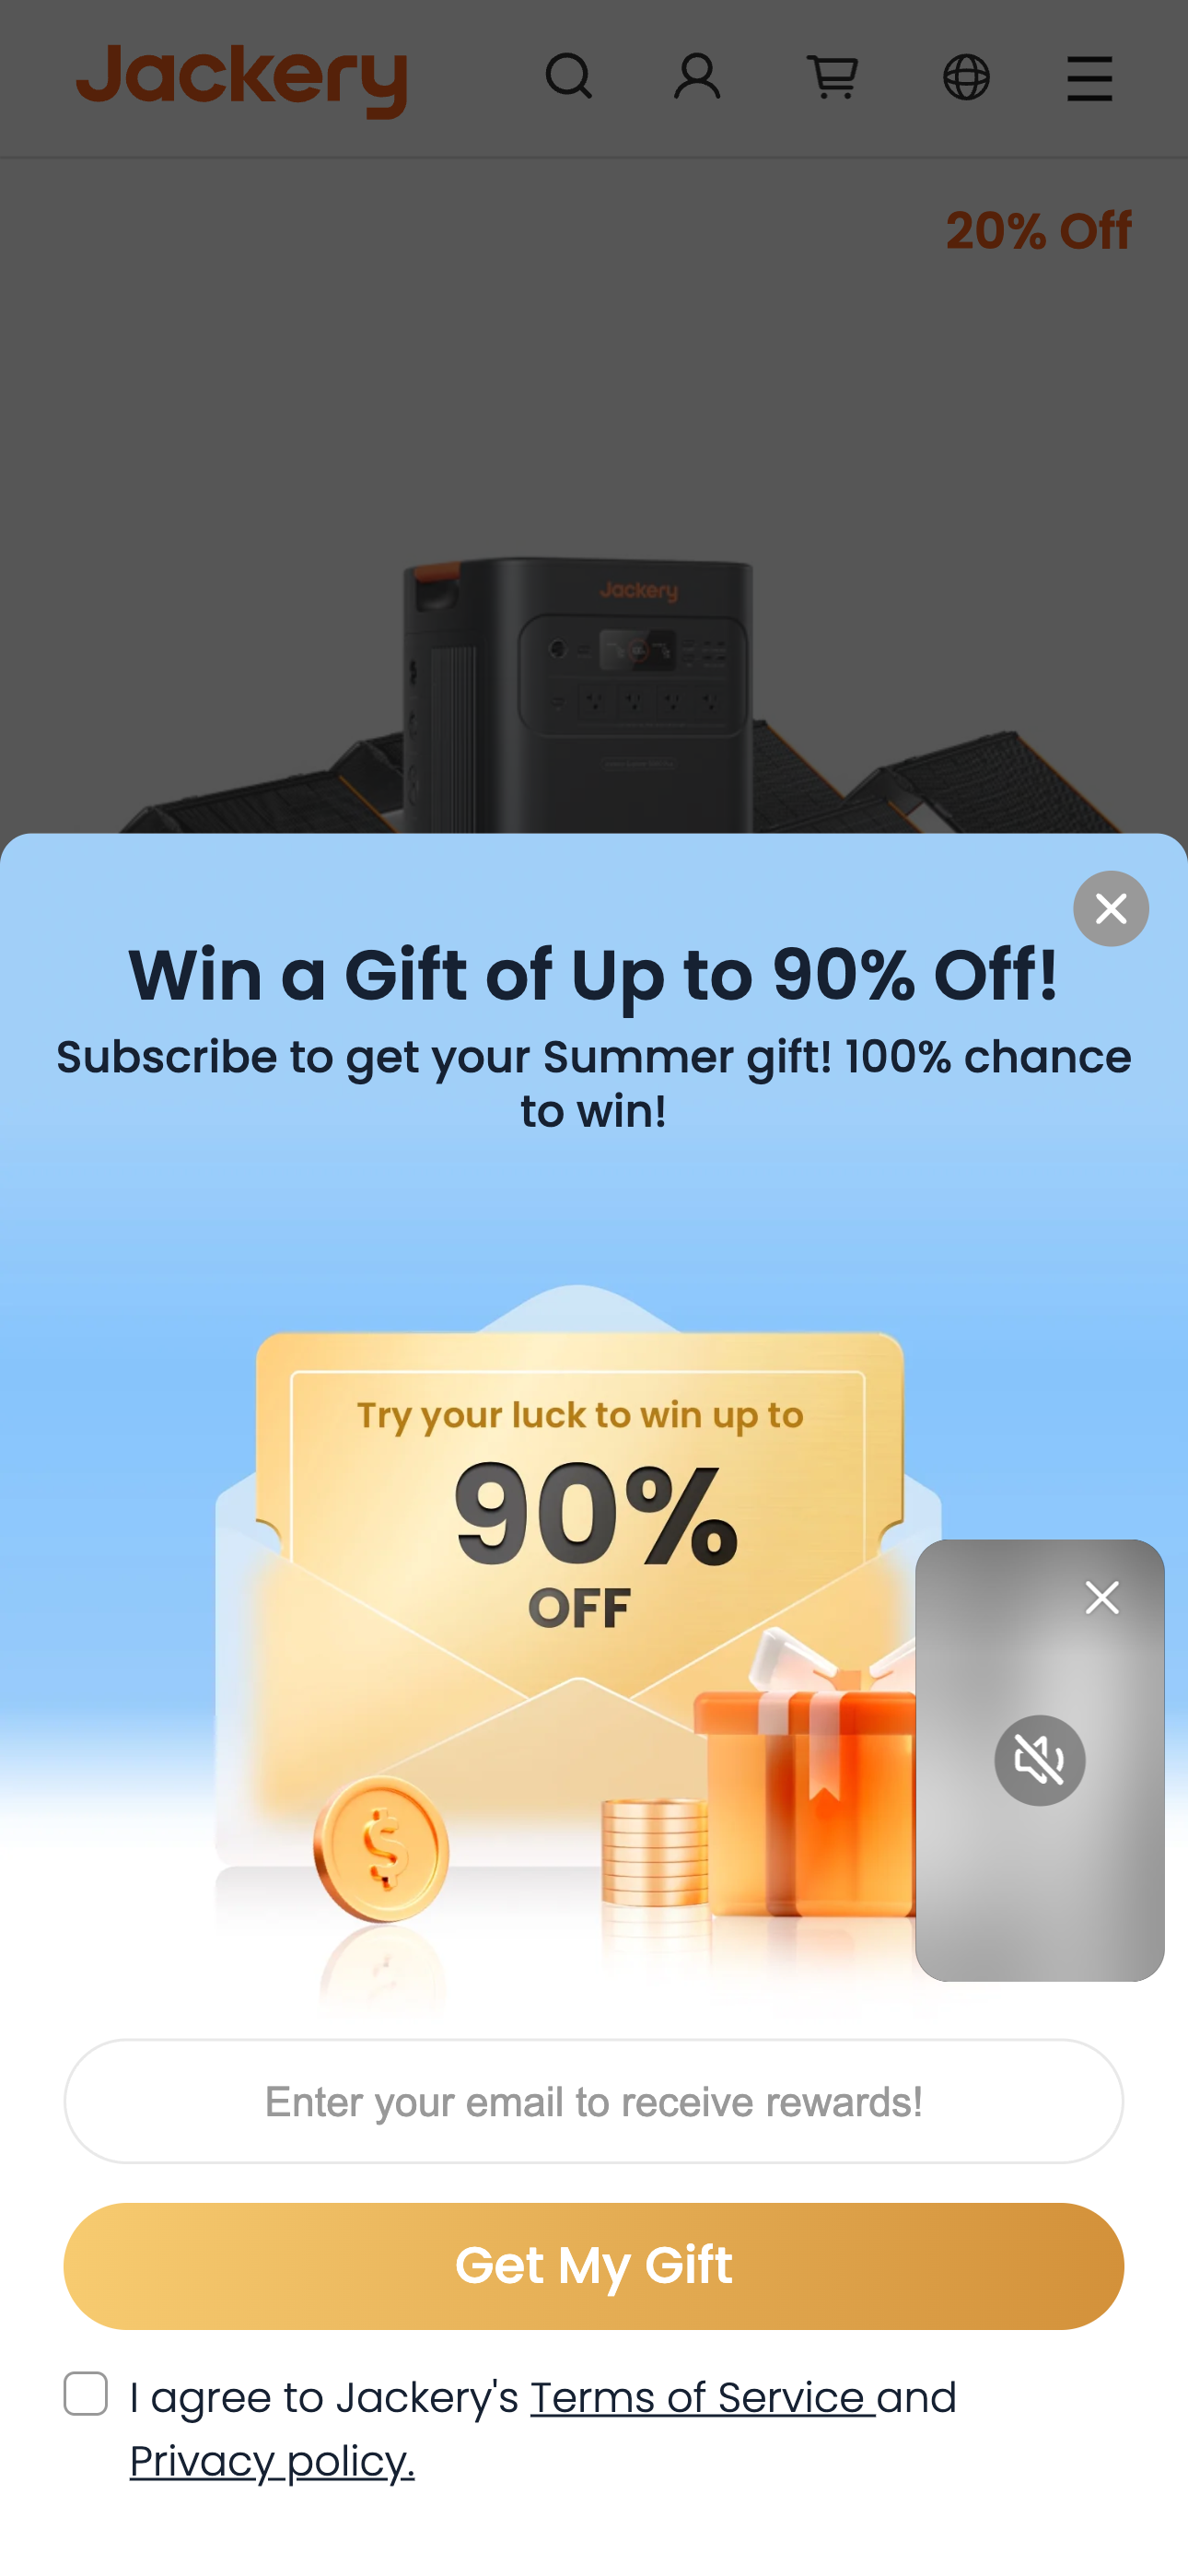 Jackery
20% Off
Jackery
Win a Gift of Up to 90% Off!
Subscribe to get your Summer gift! 100% chance
to win!
Try your luck to win up to
90%
OFF
Enter your email to receive rewards!
Get My Gift
I agree to Jackery's Terms of Service and
Privacy policy.